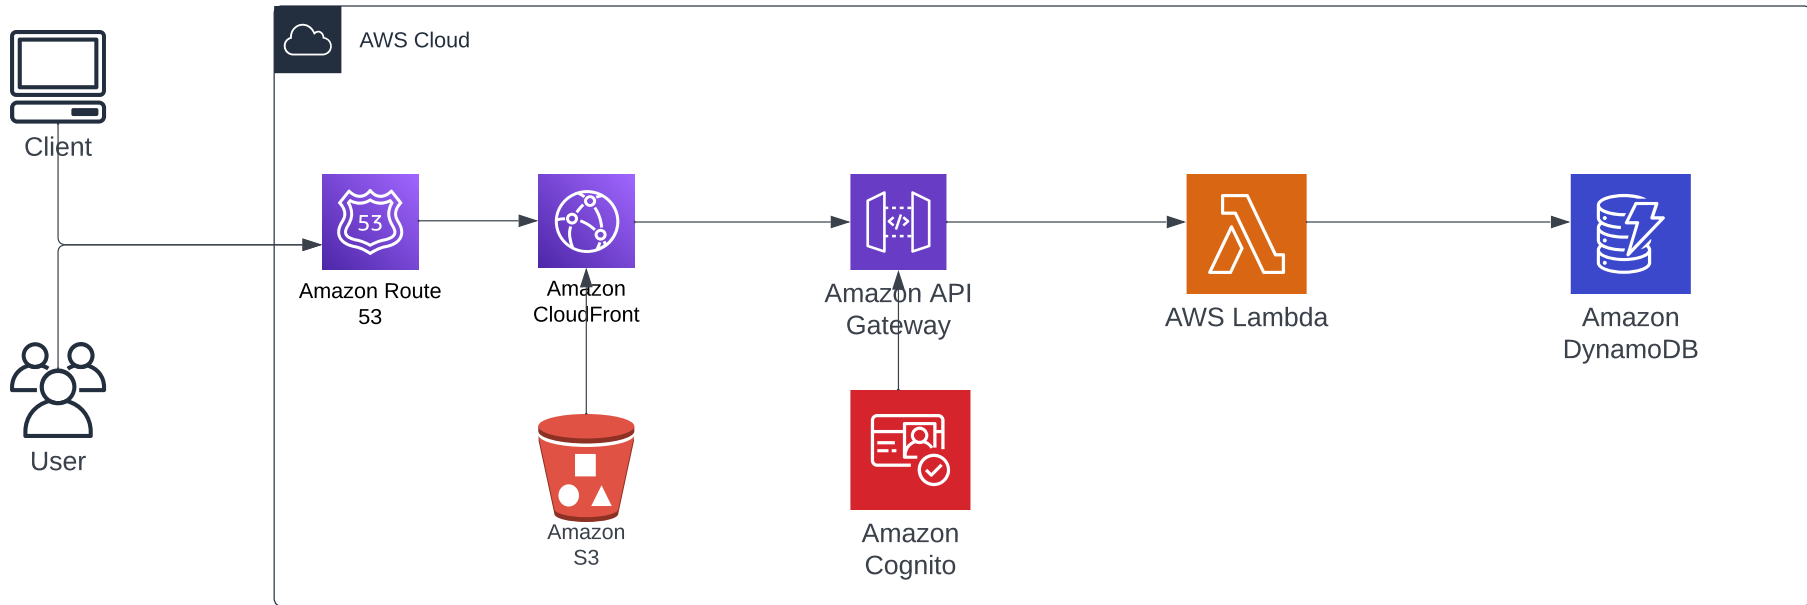 AWS Cloud
Client
53
Amazon Route
53
Amazon
CloudFront
Amazon API
Gateway
AWS Lambda
Amazon
DynamoDB
User
Amazon
S3
Amazon
Cognito